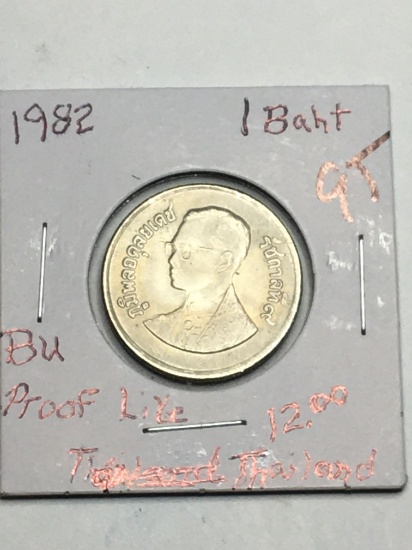 1982 1 Baht
95
ภูมิพลอดุลยเดช รัชกาลที่๙
BU
Proof Like 12.00
Thailand Thailand